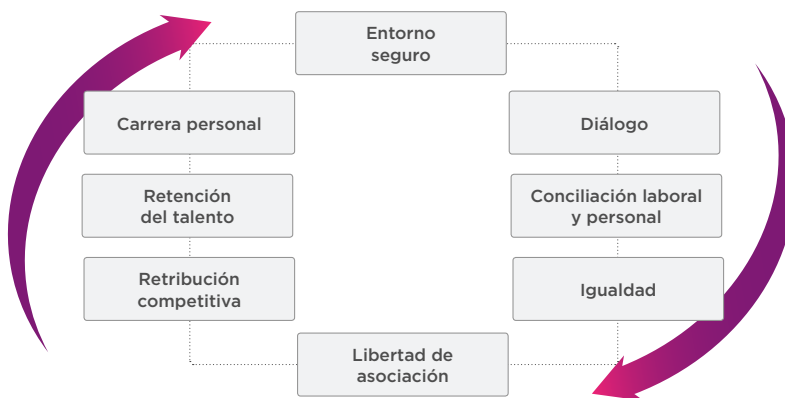 Entorno
seguro
Carrera personal
Diálogo
Retención
del talento
Conciliación laboral
y personal
Retribución
competitiva
Igualdad
Libertad de
asociación